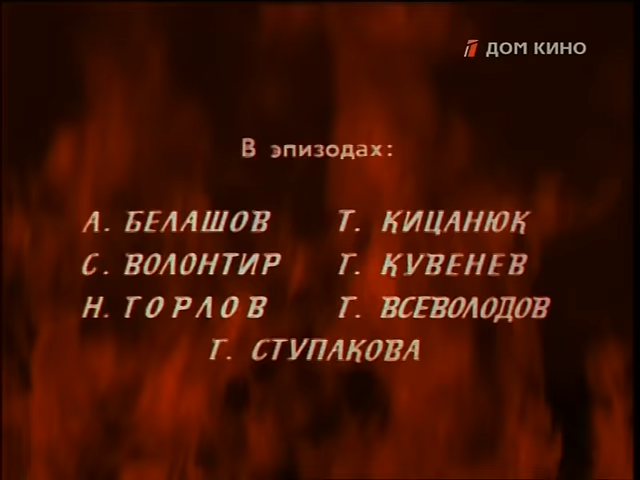 ДОМ КИНО
В эпизодах:
А. БЕЛАШОВ Т. КИЦАНЮК
С. ВОЛОНТИР Г. КУВЕНЕВ
Н. ГОРЛОВ Г. ВСЕВОЛОДОВ
Г. СТУПАКОВА